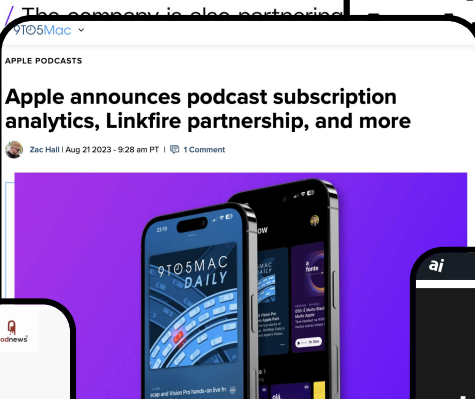 / The company is also partnering
9TO5Mac
APPLE PODCASTS
Apple announces podcast subscription
analytics, Linkfire partnership, and more
Zac Hall | Aug 21 2023 - 9:28 am PT | 1 Comment
9TO5MAC
DAILY
a
fonte
odnews
ai